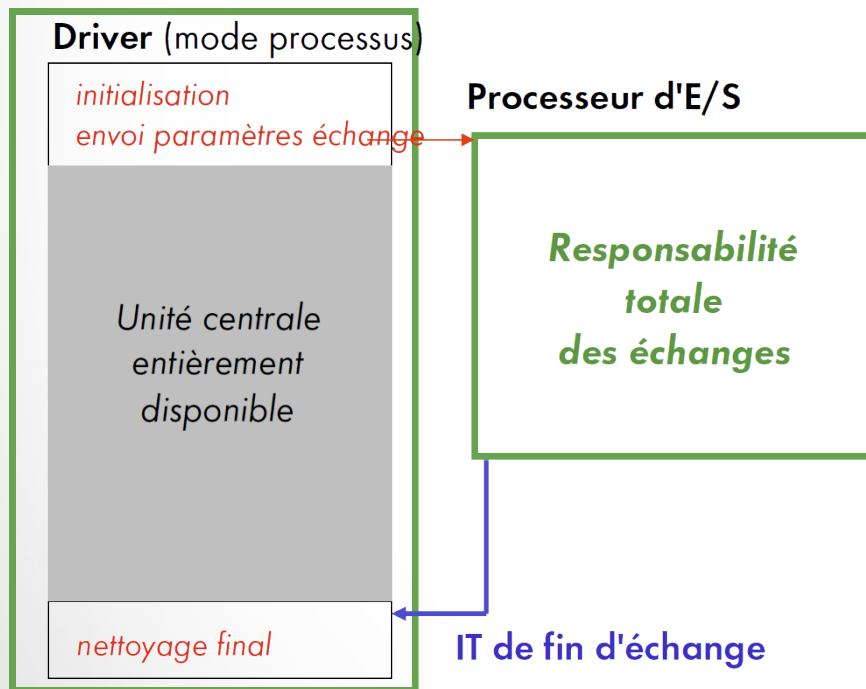 Driver (mode processus)
initialisation
envoi paramètres échange
Processeur d'E/S
Responsabilité
totale
des échanges
Unité centrale
entièrement
disponible
nettoyage final
IT de fin d'échange